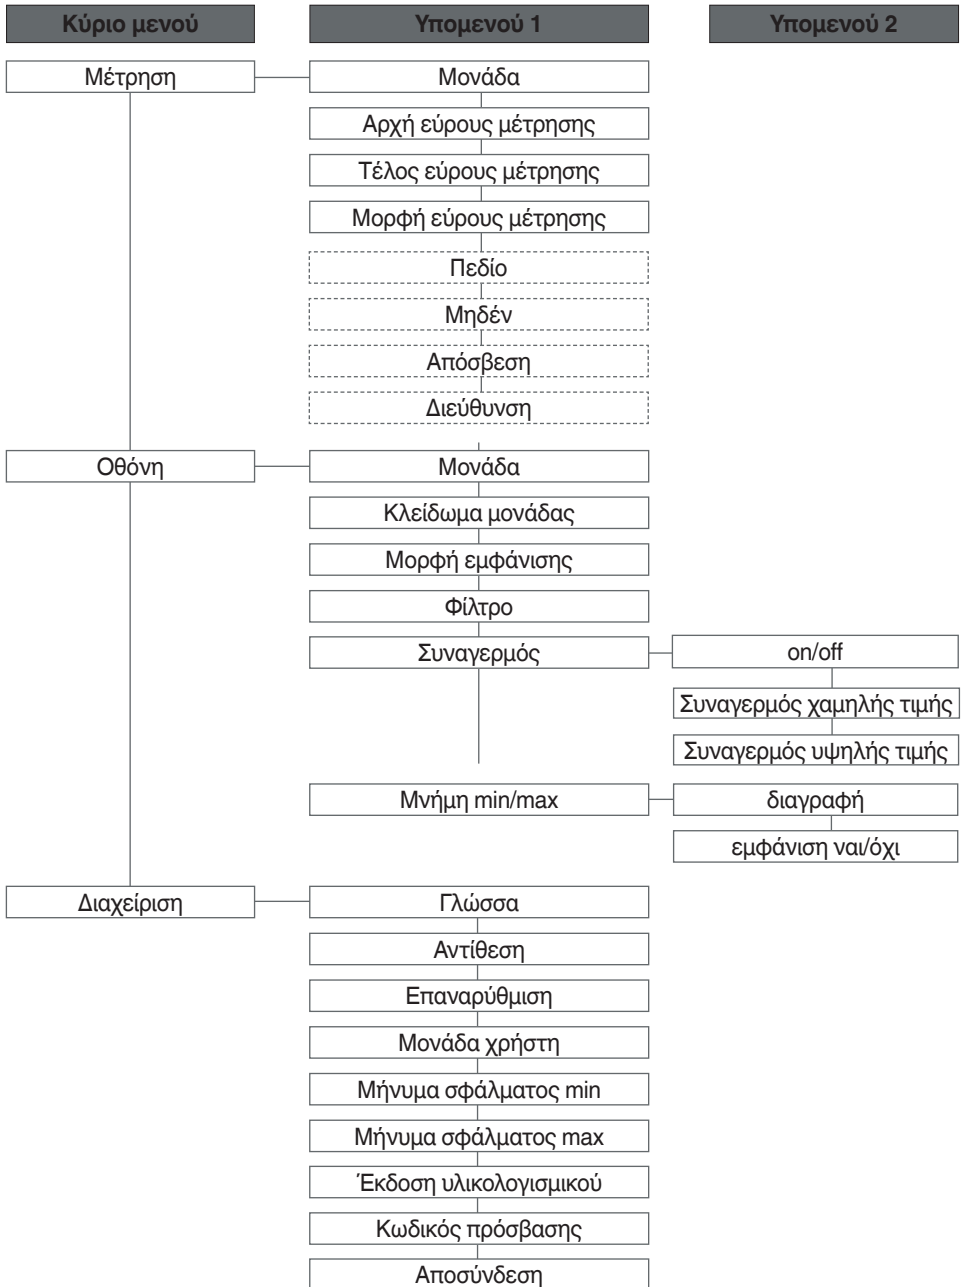 Κύριο μενού Υπομενού 1 Υπομενού 2
Μέτρηση Μονάδα
Αρχή εύρους μέτρησης
Τέλος εύρους μέτρησης
Μορφή εύρους μέτρησης
Πεδίο
Μηδέν
Απόσβεση
Διεύθυνση
Οθόνη Μονάδα
Κλείδωμα μονάδας
Μορφή εμφάνισης
Φίλτρο
Συναγερμός on/off
Συναγερμός χαμηλής τιμής
Συναγερμός υψηλής τιμής
Μνήμη min/max διαγραφή
εμφάνιση ναι/όχι
Διαχείριση Γλώσσα
Αντίθεση
Επαναρύθμιση
Μονάδα χρήστη
Μήνυμα σφάλματος min
Μήνυμα σφάλματος max
Έκδοση υλικολογισμικού
Κωδικός πρόσβασης
Αποσύνδεση